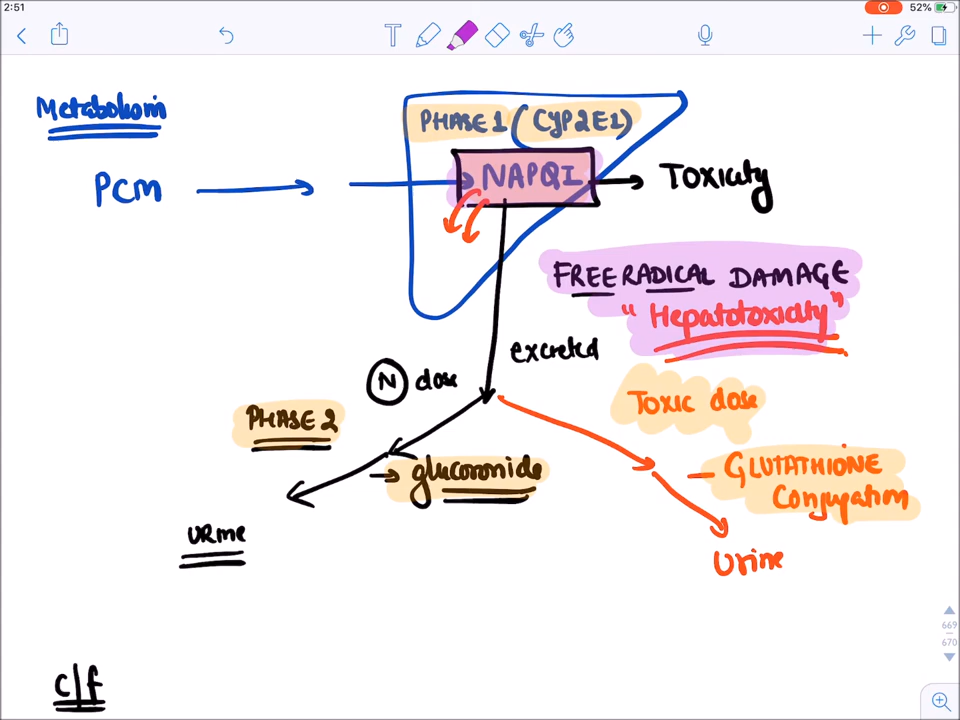 2:51
52%
T
Metabolism
PHASE 1 (CYP2E1)
PCM
NAPQI
Toxicity
FREE RADICAL DAMAGE
"Hepatotoxicity"
excreted
N dose
Toxic dose
PHASE 2
glucoronide
GLUTATHIONE
Conjugation
URine
Urine
669
670
c/f